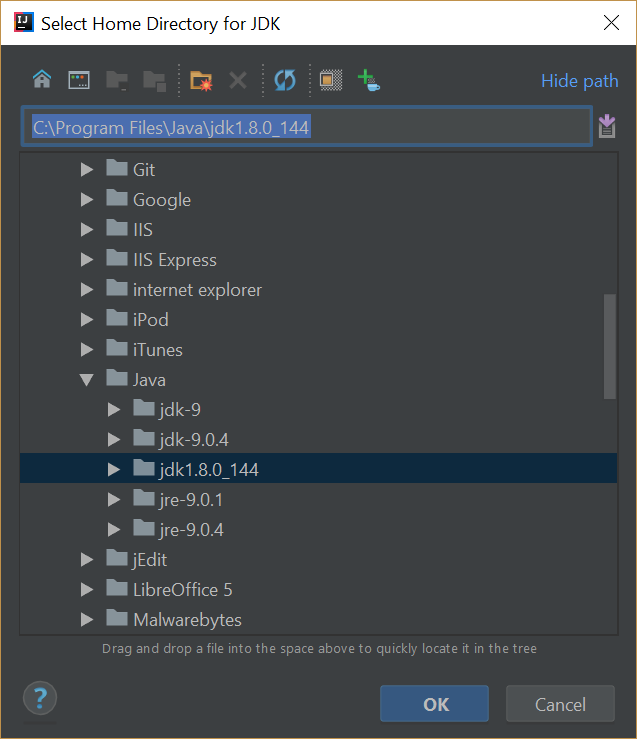 Select Home Directory for JDK
Hide path
C:\Program Files\Java\jdk1.8.0_144
Git
Google
IIS
IIS Express
internet explorer
iPod
iTunes
Java
jdk-9
jdk-9.0.4
jdk1.8.0_144
jre-9.0.1
jre-9.0.4
jEdit
LibreOffice 5
Malwarebytes
Drag and drop a file into the space above to quickly locate it in the tree
?
OK
Cancel